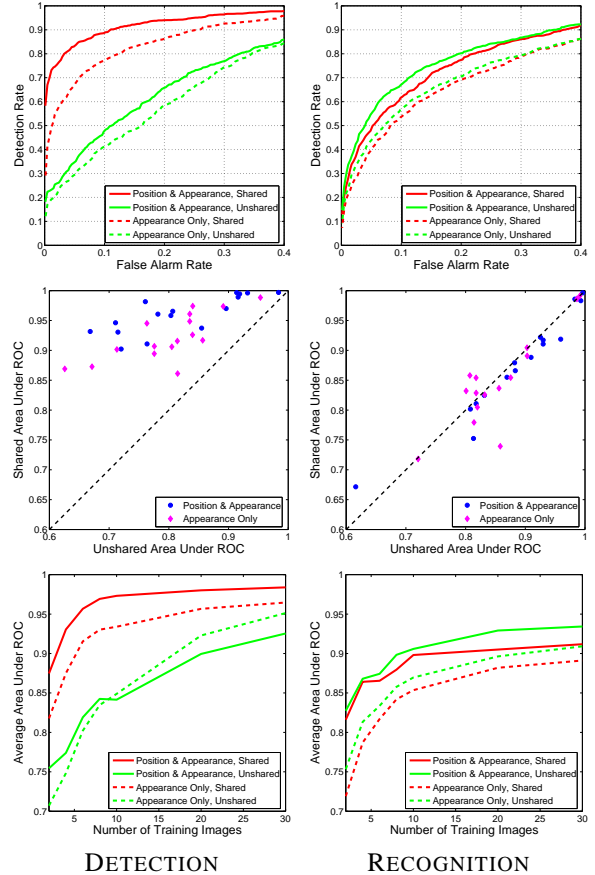 1
0.9
0.8
0.7
0.6
0.5
0.4
0.3
0.2
0.1
0
0 0.1 0.2 0.3 0.4
Detection Rate
False Alarm Rate
Position & Appearance, Shared
Position & Appearance, Unshared
Appearance Only, Shared
Appearance Only, Unshared
1
0.9
0.8
0.7
0.6
0.5
0.4
0.3
0.2
0.1
0
0 0.1 0.2 0.3 0.4
Detection Rate
False Alarm Rate
Position & Appearance, Shared
Position & Appearance, Unshared
Appearance Only, Shared
Appearance Only, Unshared
1
0.95
0.9
0.85
0.8
0.75
0.7
0.65
0.6 0.7 0.8 0.9 1
Shared Area Under ROC
Unshared Area Under ROC
Position & Appearance
Appearance Only
1
0.95
0.9
0.85
0.8
0.75
0.7
0.65
0.6
0.6 0.7 0.8 0.9 1
Shared Area Under ROC
Unshared Area Under ROC
Position & Appearance
Appearance Only
1
0.95
0.9
0.85
0.8
0.75
0.7
5 10 15 20 25 30
Average Area Under ROC
Number of Training Images
Position & Appearance, Shared
Position & Appearance, Unshared
Appearance Only, Shared
Appearance Only, Unshared
1
0.95
0.9
0.85
0.8
0.75
0.7
5 10 15 20 25 30
Average Area Under ROC
Number of Training Images
Position & Appearance, Shared
Position & Appearance, Unshared
Appearance Only, Shared
Appearance Only, Unshared
DETECTION RECOGNITION